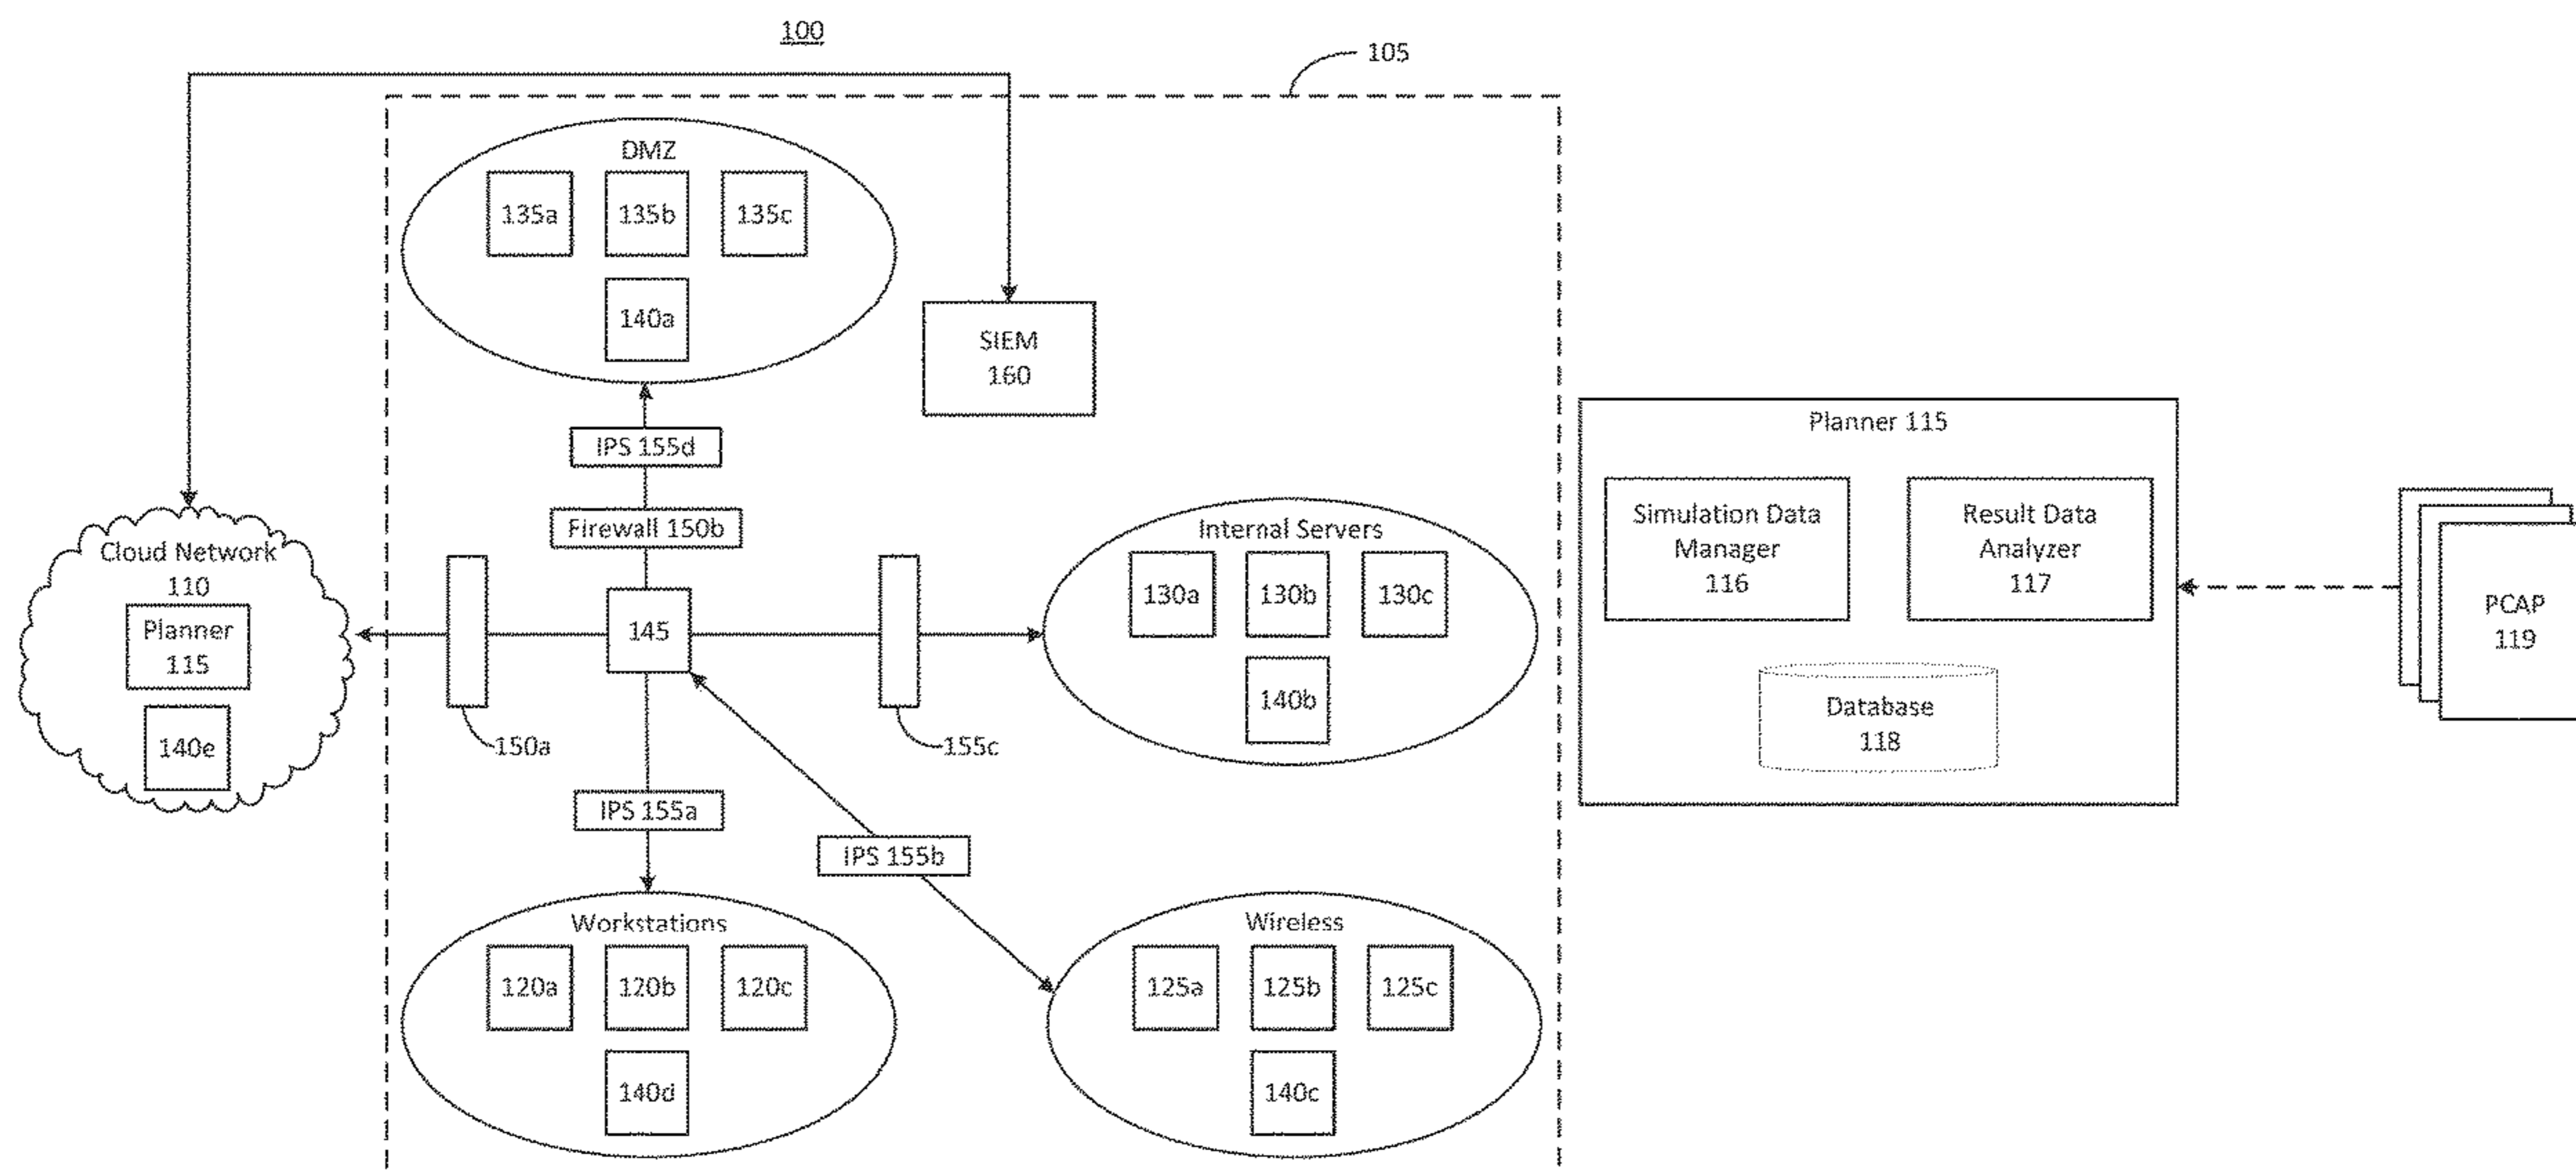 100
105
DMZ
135a
135b
135c
140a
SIEM
160
IPS 155d
Firewall 150b
Cloud Network
110
Planner
115
140e
150a
145
155c
Internal Servers
130a
130b
130c
140b
IPS 155a
IPS 155b
Workstations
120a
120b
120c
140d
Wireless
125a
125b
125c
140c
Planner 115
Simulation Data
Manager
116
Result Data
Analyzer
117
Database
118
PCAP
119